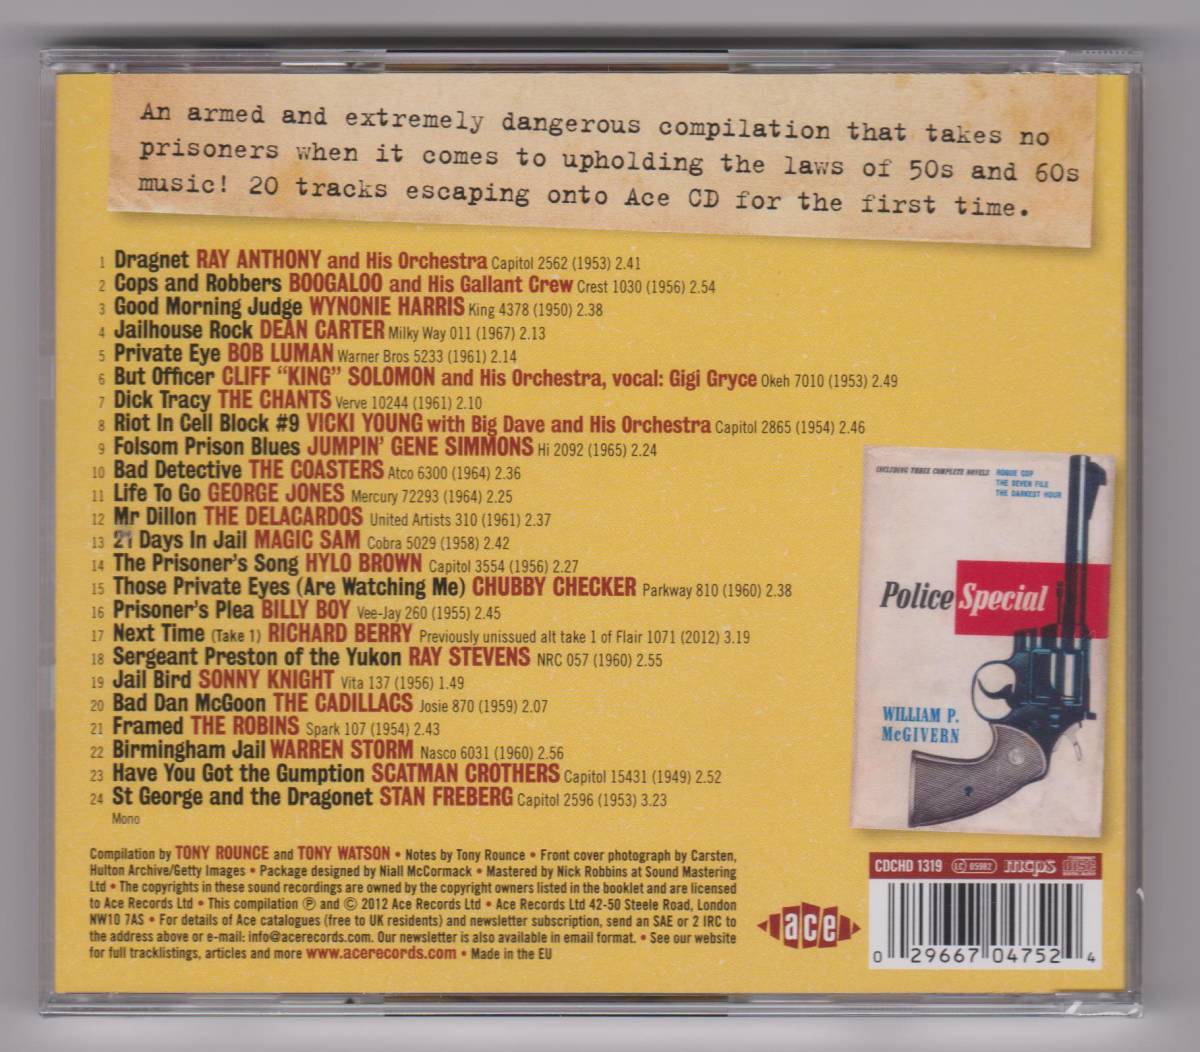 An armed and extremely dangerous compilation that takes no
prisoners when it comes to upholding the laws of 50s and 60s
music! 20 tracks escaping onto Ace CD for the first time.
1 Dragnet RAY ANTHONY and His Orchestra Capitol 2562 (1953) 2.41
2 Cops and Robbers BOOGALOO and His Gallant Crew Crest 1030 (1956) 2.54
3 Good Morning Judge WYNONIE HARRIS King 4378 (1950) 2.38
4 Jailhouse Rock DEAN CARTER Milky Way 011 (1967) 2.13
5 Private Eye BOB LUMAN Warner Bros 5233 (1961) 2.14
6 But Officer CLIFF "KING" SOLOMON and His Orchestra, vocal: Gigi Gryce Okeh 7010 (1953) 2.49
7 Dick Tracy THE CHANTS Verve 10244 (1961) 2.10
8 Riot In Cell Block #9 VICKI YOUNG with Big Dave and His Orchestra Capitol 2865 (1954) 2.46
9 Folsom Prison Blues JUMPIN' GENE SIMMONS Hi 2092 (1965) 2.24
10 Bad Detective THE COASTERS Atco 6300 (1964) 2.36
11 Life To Go GEORGE JONES Mercury 72293 (1964) 2.25
12 Mr Dillon THE DELACARDOS United Artists 310 (1961) 2.37
13 21 Days In Jail MAGIC SAM Cobra 5029 (1958) 2.42
14 The Prisoner's Song HYLO BROWN Capitol 3554 (1956) 2.27
15 Those Private Eyes (Are Watching Me) CHUBBY CHECKER Parkway 810 (1960) 2.38
16 Prisoner's Plea BILLY BOY Vee-Jay 260 (1955) 2.45
17 Next Time (Take 1) RICHARD BERRY Previously unissued alt take 1 of Flair 1071 (2012) 3.19
18 Sergeant Preston of the Yukon RAY STEVENS NRC 057 (1960) 2.55
19 Jail Bird SONNY KNIGHT Vita 137 (1956) 1.49
20 Bad Dan McGoon THE CADILLACS Josie 870 (1959) 2.07
21 Framed THE ROBINS Spark 107 (1954) 2.43
22 Birmingham Jail WARREN STORM Nasco 6031 (1960) 2.56
23 Have You Got the Gumption SCATMAN CROTHERS Capitol 15431 (1949) 2.52
24 St George and the Dragonet STAN FREBERG Capitol 2596 (1953) 3.23
Mono
INCLUDING THREE COMPLETE NOVELS ROGUE COP
THE SEVEN FILE
THE DARKEST HOUR
Police Special
WILLIAM P.
McGIVERN
Compilation by TONY ROUNCE and TONY WATSON • Notes by Tony Rounce • Front cover photograph by Carsten,
Hulton Archive/Getty Images • Package designed by Niall McCormack • Mastered by Nick Robbins at Sound Mastering
Ltd • The copyrights in these sound recordings are owned by the copyright owners listed in the booklet and are licensed
to Ace Records Ltd • This compilation Ⓟ and © 2012 Ace Records Ltd • Ace Records Ltd 42-50 Steele Road, London
NW10 7AS • For details of Ace catalogues (free to UK residents) and newsletter subscription, send an SAE or 2 IRC to
the address above or e-mail: info@acerecords.com. Our newsletter is also available in email format. • See our website
for full tracklistings, articles and more www.acerecords.com • Made in the EU
ace
CDCHD 1319 LC 05982 mcps disc
0 29667 04752 4